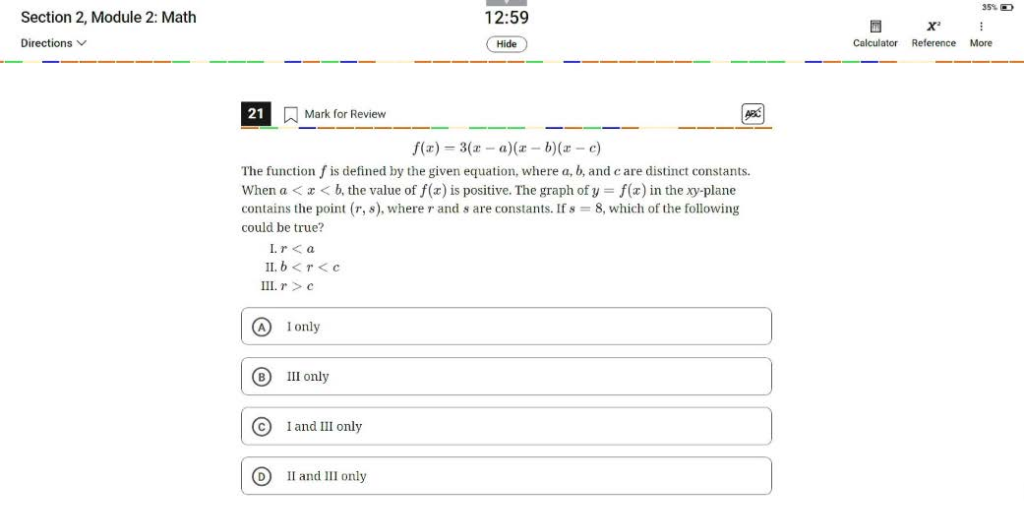 Section 2, Module 2: Math
12:59
35%
Directions
Hide
Calculator
X²
Reference
More
21
Mark for Review
ABC
f(x) = 3(x − a)(x − b)(x − c)
The function f is defined by the given equation, where a, b, and c are distinct constants.
When a < x < b, the value of f(x) is positive. The graph of y = f(x) in the xy-plane
contains the point (r, s), where r and s are constants. If s = 8, which of the following
could be true?
I. r < a
II. b < r < c
III. r > c
A I only
B III only
C I and III only
D II and III only